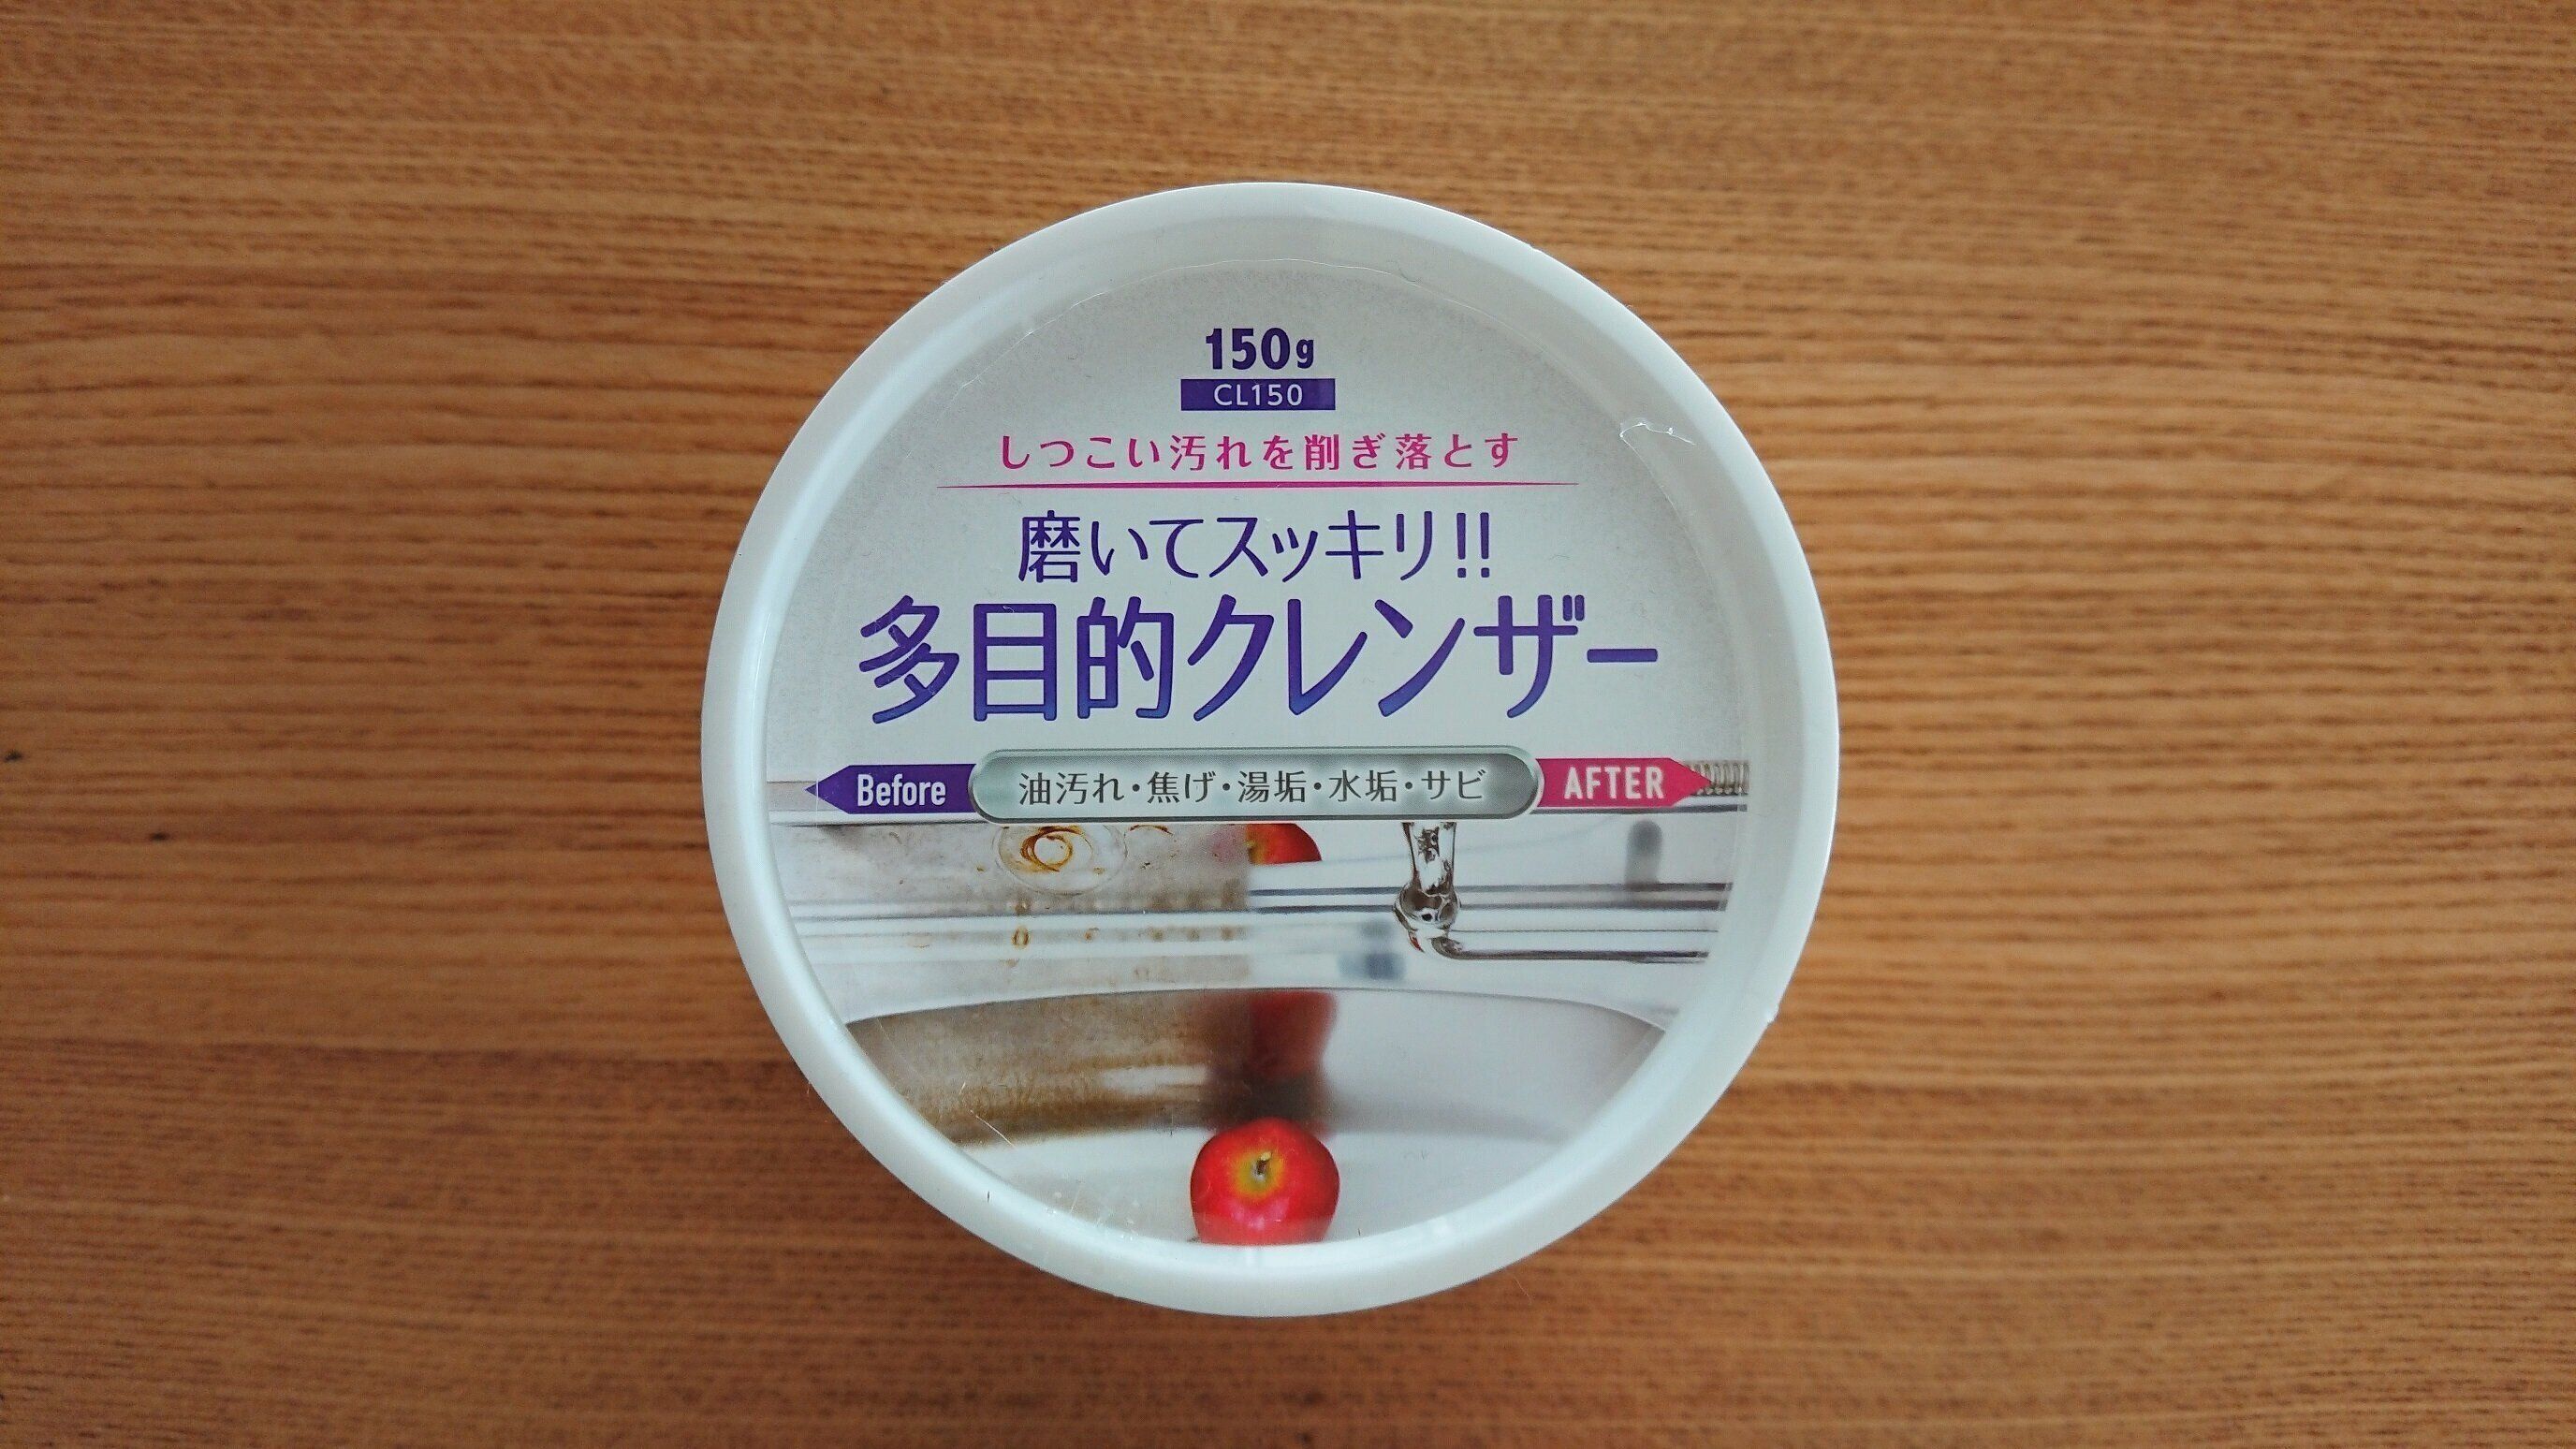 150g
CL150
しつこい汚れを削ぎ落とす
磨いてスッキリ!!
多目的クレンザー
Before 油汚れ・焦げ・湯垢・水垢・サビ AFTER